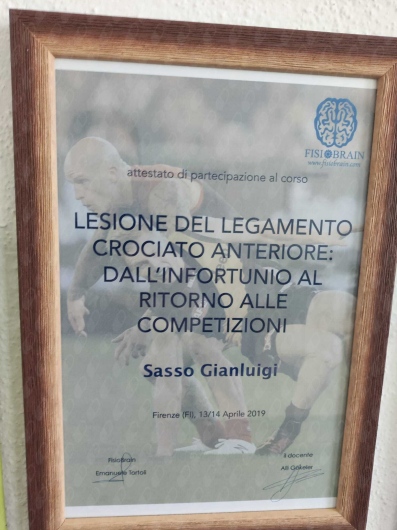 FISIOBRAIN
www.fisiobrain.com
attestato di partecipazione al corso
LESIONE DEL LEGAMENTO
CROCIATO ANTERIORE:
DALL'INFORTUNIO AL
RITORNO ALLE
COMPETIZIONI
Sasso Gianluigi
Firenze (FI), 13/14 Aprile 2019
FisioBrain
Emanuele Tortoli
Il docente
Alli Gokeler